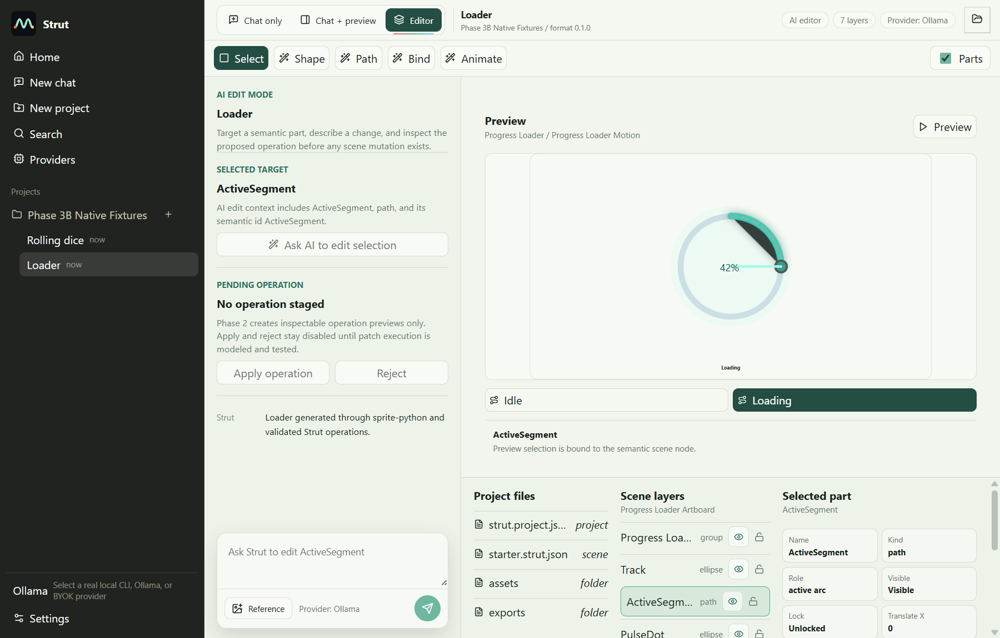 Strut
Home
New chat
New project
Search
Providers
Projects
Phase 3B Native Fixtures +
Rolling dice now
Loader now
Ollama Select a real local CLI, Ollama, or
BYOK provider
Settings
Chat only
Chat + preview
Editor
Loader
Phase 3B Native Fixtures / format 0.1.0
AI editor
7 layers
Provider: Ollama
Select
Shape
Path
Bind
Animate
Parts
AI EDIT MODE
Loader
Target a semantic part, describe a change, and inspect the
proposed operation before any scene mutation exists.
SELECTED TARGET
ActiveSegment
AI edit context includes ActiveSegment, path, and its
semantic id ActiveSegment.
Ask AI to edit selection
PENDING OPERATION
No operation staged
Phase 2 creates inspectable operation previews only.
Apply and reject stay disabled until patch execution is
modeled and tested.
Apply operation
Reject
Strut Loader generated through sprite-python and
validated Strut operations.
Ask Strut to edit ActiveSegment
Reference
Provider: Ollama
Preview
Progress Loader / Progress Loader Motion
Preview
42%
Loading
Idle
Loading
ActiveSegment
Preview selection is bound to the semantic scene node.
Project files
strut.project.js... project
starter.strut.json scene
assets folder
exports folder
Scene layers
Progress Loader Artboard
Progress Loa... group
Track ellipse
ActiveSegm... path
PulseDot ellipse
Selected part
ActiveSegment
Name
ActiveSegment
Kind
path
Role
active arc
Visible
Visible
Lock
Unlocked
Translate X
0